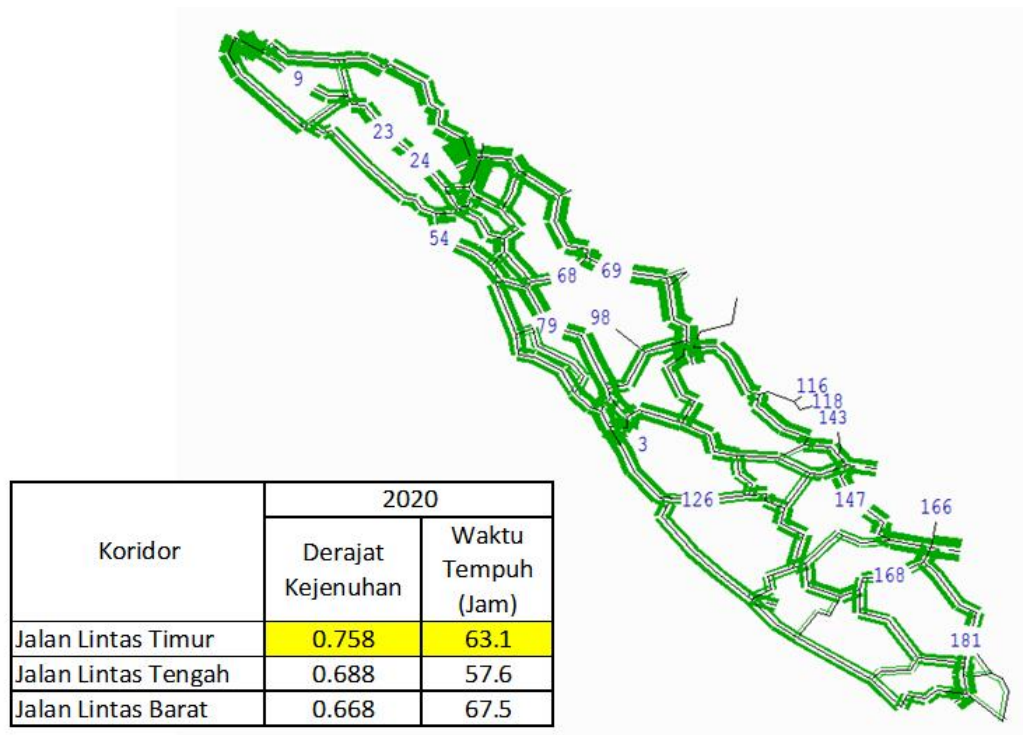 9
23
24
54
68
69
79
98
116
118
143
3
126
147
166
168
181
Koridor
2020
Derajat
Kejenuhan
Waktu
Tempuh
(Jam)
Jalan Lintas Timur 0.758 63.1
Jalan Lintas Tengah 0.688 57.6
Jalan Lintas Barat 0.668 67.5